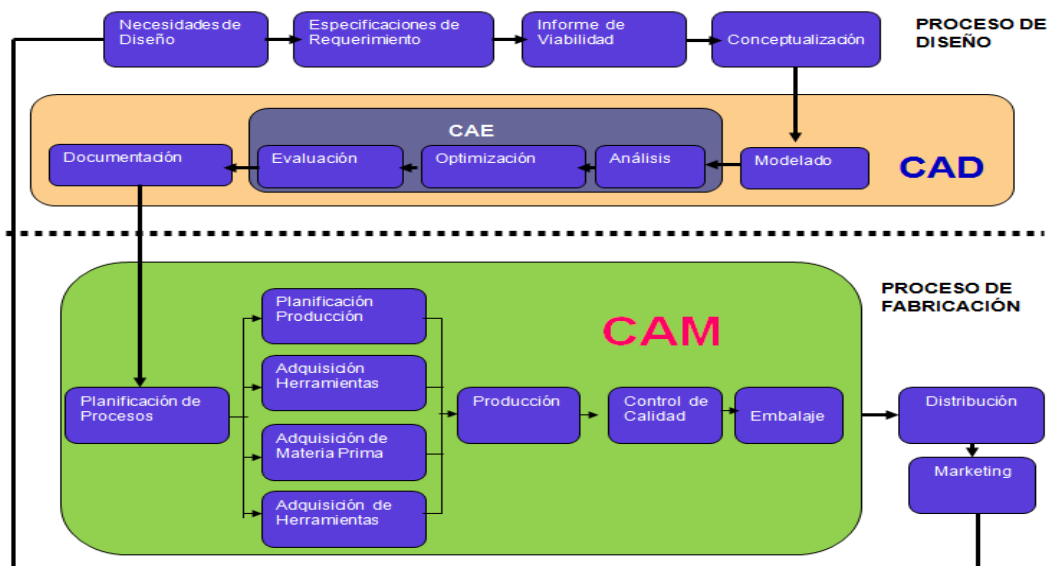 Necesidades de
Diseño
Especificaciones de
Requerimiento
Informe de
Viabilidad
Conceptualización
PROCESO DE
DISEÑO
CAE
Documentación
Evaluación
Optimización
Análisis
Modelado
CAD
PROCESO DE
FABRICACIÓN
CAM
Planificación
Producción
Adquisición
Herramientas
Planificación de
Procesos
Adquisición de
Materia Prima
Adquisición de
Herramientas
Producción
Control de
Calidad
Embalaje
Distribución
Marketing